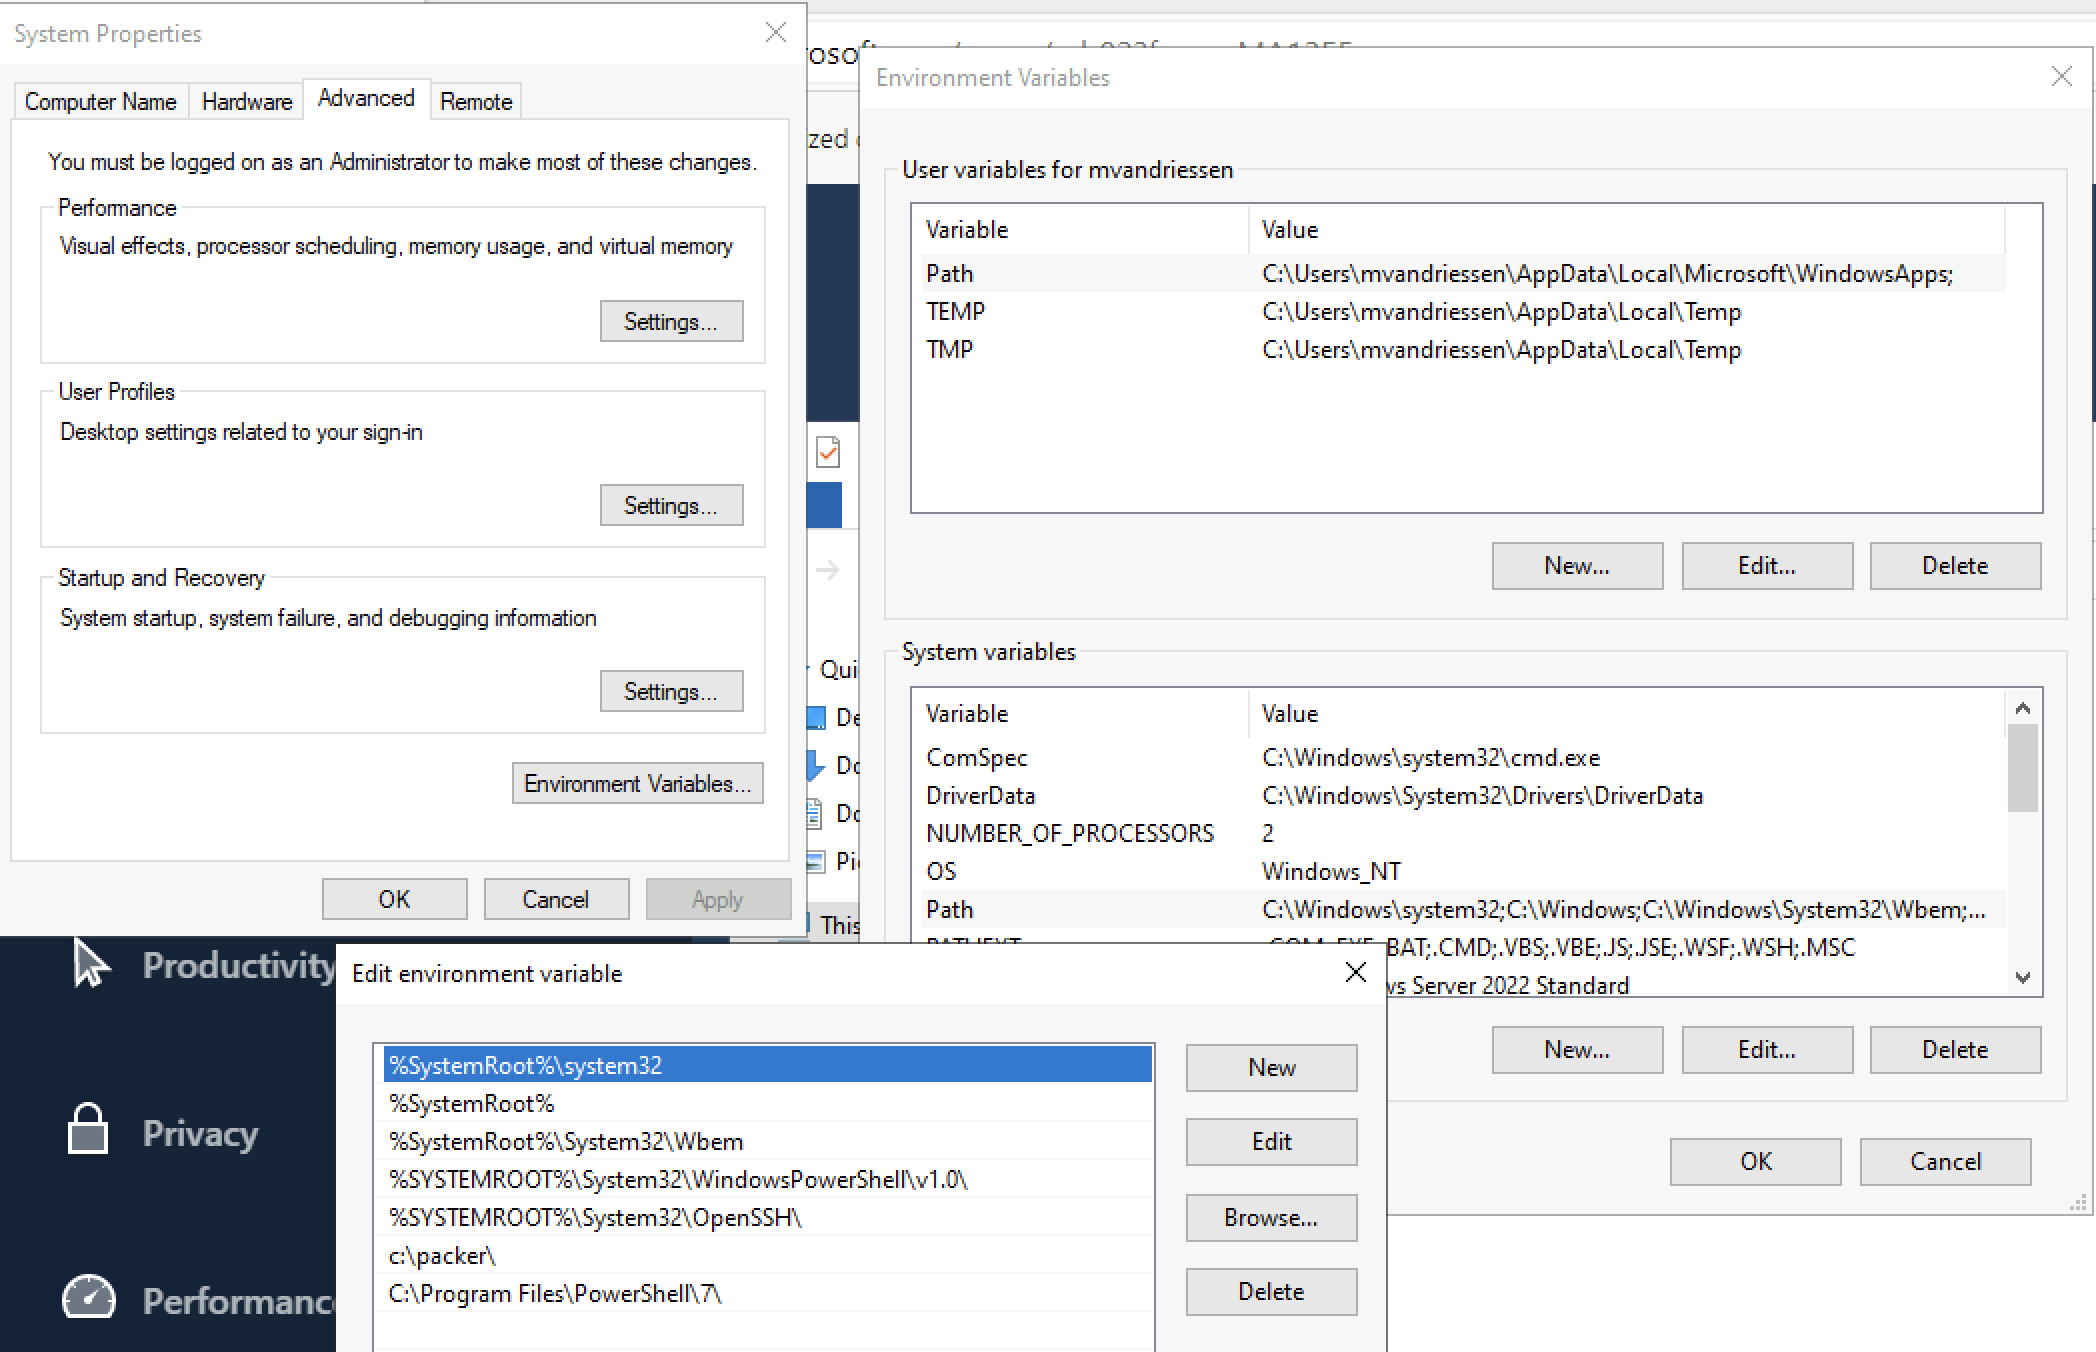 System Properties
Computer Name
Hardware
Advanced
Remote
You must be logged on as an Administrator to make most of these changes.
Performance
Visual effects, processor scheduling, memory usage, and virtual memory
Settings...
User Profiles
Desktop settings related to your sign-in
Settings...
Startup and Recovery
System startup, system failure, and debugging information
Settings...
Environment Variables...
OK
Cancel
Apply
Productivity
Privacy
Performanc
zed
Qui
De
Do
Do
Pi
This
Environment Variables
User variables for mvandriessen
Variable Value
Path C:\Users\mvandriessen\AppData\Local\Microsoft\WindowsApps;
TEMP C:\Users\mvandriessen\AppData\Local\Temp
TMP C:\Users\mvandriessen\AppData\Local\Temp
New...
Edit...
Delete
System variables
Variable Value
ComSpec C:\Windows\system32\cmd.exe
DriverData C:\Windows\System32\Drivers\DriverData
NUMBER_OF_PROCESSORS 2
OS Windows_NT
Path C:\Windows\system32;C:\Windows;C:\Windows\System32\Wbem;...
BAT;.CMD;.VBS;.VBE;.JS;.JSE;.WSF;.WSH;.MSC
ws Server 2022 Standard
New...
Edit...
Delete
OK
Cancel
Edit environment variable
%SystemRoot%\system32
%SystemRoot%
%SystemRoot%\System32\Wbem
%SYSTEMROOT%\System32\WindowsPowerShell\v1.0\
%SYSTEMROOT%\System32\OpenSSH\
c:\packer\
C:\Program Files\PowerShell\7\
New
Edit
Browse...
Delete